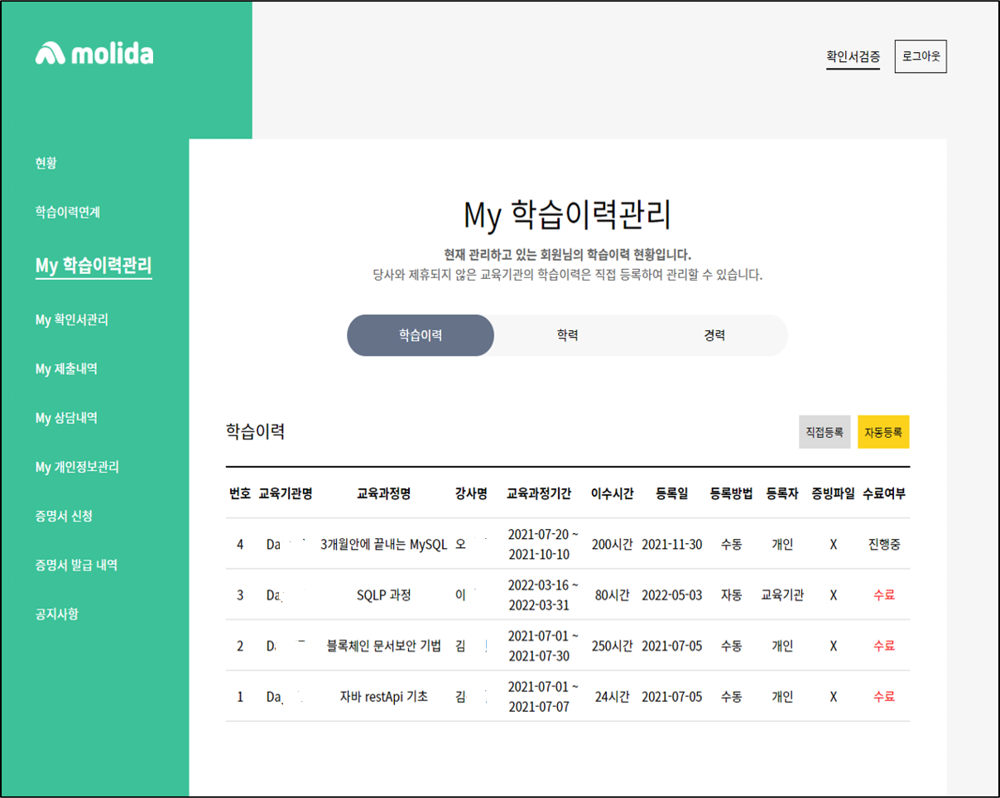 molida
확인서검증 로그아웃
현황
학습이력연계
My 학습이력관리
My 확인서관리
My 제출내역
My 상담내역
My 개인정보관리
증명서 신청
증명서 발급 내역
공지사항
My 학습이력관리
현재 관리하고 있는 회원님의 학습이력 현황입니다.
당사와 제휴되지 않은 교육기관의 학습이력은 직접 등록하여 관리할 수 있습니다.
학습이력 학력 경력
학습이력 직접등록 자동등록
번호 교육기관명 교육과정명 강사명 교육과정기간 이수시간 등록일 등록방법 등록자 증빙파일 수료여부
4 3개월안에 끝내는 MySQL 오 2021-07-20 ~ 200시간 2021-11-30 수동 개인 X 진행중
2021-10-10
3 SQLP 과정 이 2022-03-16 ~ 80시간 2022-05-03 자동 교육기관 X 수료
2022-03-31
2 블록체인 문서보안 기법 김 2021-07-01 ~ 250시간 2021-07-05 수동 개인 X 수료
2021-07-30
1 자바 restApi 기초 김 2021-07-01 ~ 24시간 2021-07-05 수동 개인 X 수료
2021-07-07